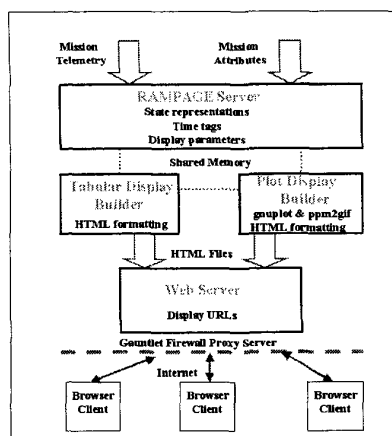 Mission Telemetry
Mission Attributes
RAMPAGE Server
State representations
Time tags
Display parameters
Shared Memory
Tabular Display Builder
HTML formatting
Plot Display Builder
gnuplot & ppm2gif
HTML formatting
HTML Files
Web Server
Display URLs
Gauntlet Firewall Proxy Server
Internet
Browser Client
Browser Client
Browser Client